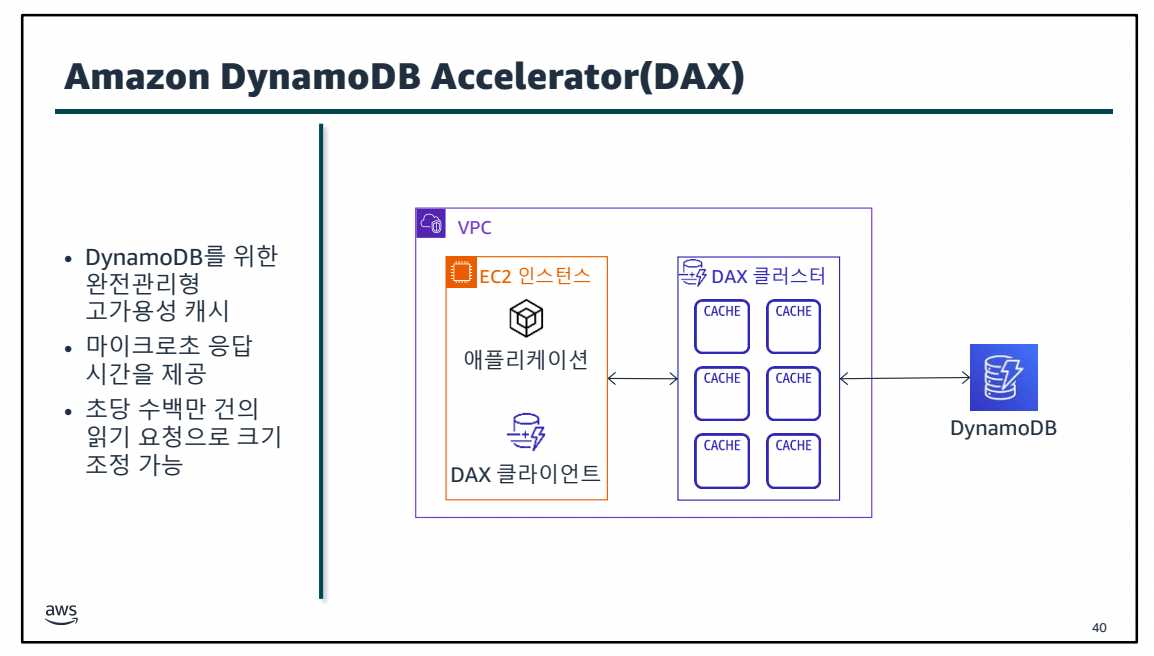 Amazon DynamoDB Accelerator(DAX)
• DynamoDB를 위한
완전관리형
고가용성 캐시
• 마이크로초 응답
시간을 제공
• 초당 수백만 건의
읽기 요청으로 크기
조정 가능
VPC
EC2 인스턴스
애플리케이션
DAX 클라이언트
DAX 클러스터
CACHE CACHE
CACHE CACHE
CACHE CACHE
DynamoDB
aws
40